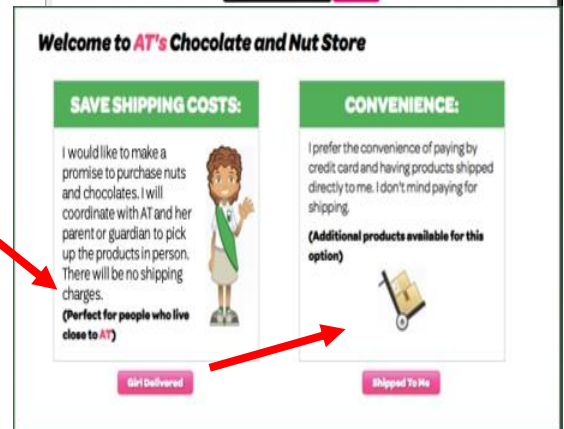 Welcome to AT's Chocolate and Nut Store
SAVE SHIPPING COSTS:
I would like to make a
promise to purchase nuts
and chocolates. I will
coordinate with AT and her
parent or guardian to pick
up the products in person.
There will be no shipping
charges.
(Perfect for people who live
close to AT)
Girl Delivered
CONVENIENCE:
I prefer the convenience of paying by
credit card and having products shipped
directly to me. I don't mind paying for
shipping.
(Additional products available for this
option)
Shipped To Me